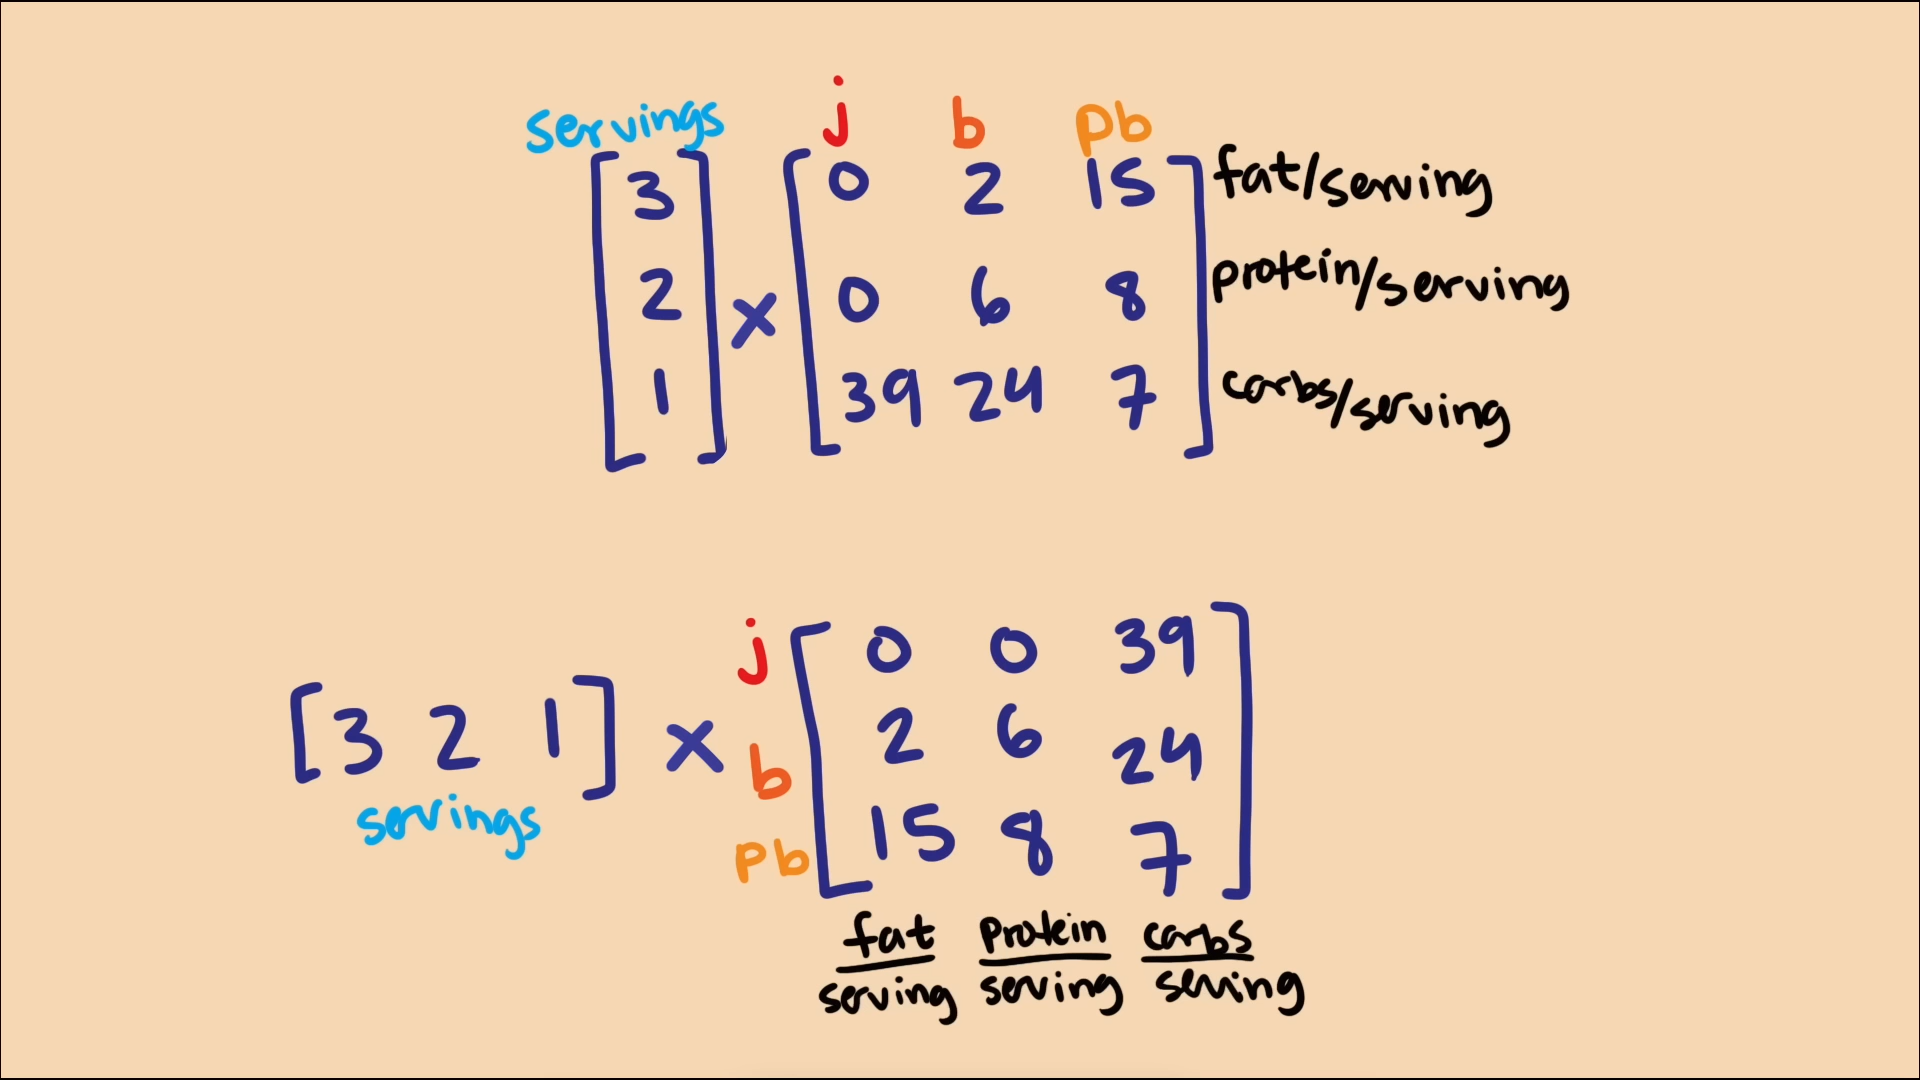 servings j b pb
3 × 0 2 15 fat/serving
2 0 6 8 protein/serving
1 39 24 7 carbs/serving
j 0 0 39
[3 2 1] × b 2 6 24
servings pb 15 8 7
fat protein carbs
serving serving serving